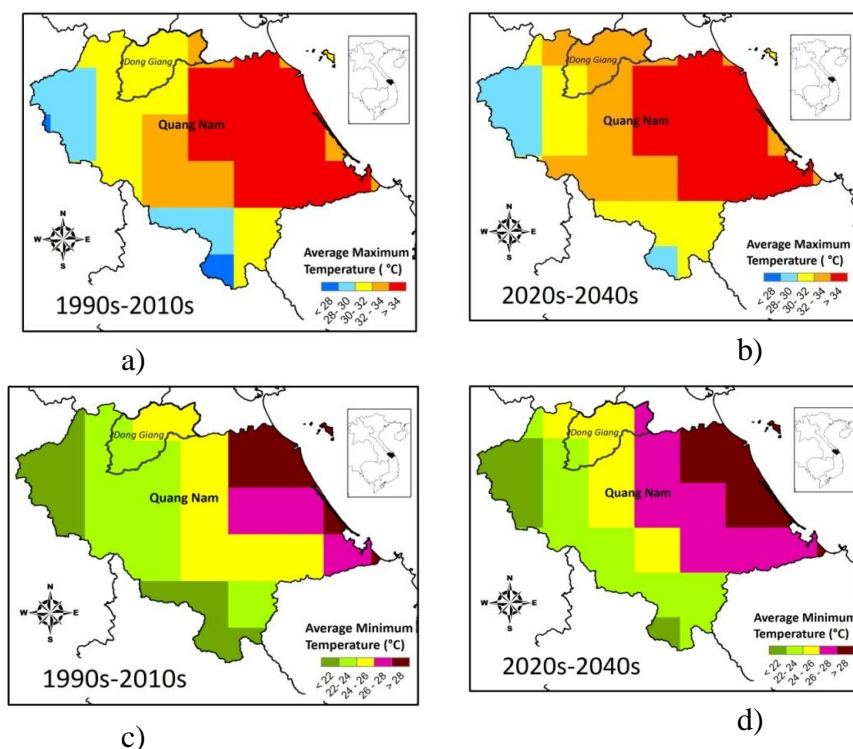 Dong Giang
Quang Nam
N
W E
S
Average Maximum
Temperature ( °C)
< 28
28- 30
30- 32
32 - 34
> 34
1990s-2010s
a)
Dong Giang
Quang Nam
N
W E
S
Average Maximum
Temperature ( °C)
< 28
28- 30
30- 32
32 - 34
> 34
2020s-2040s
b)
Dong Giang
Quang Nam
N
W E
S
Average Minimum
Temperature (°C)
< 22
22- 24
24 - 26
26 - 28
> 28
1990s-2010s
c)
Dong Giang
Quang Nam
N
W E
S
Average Minimum
Temperature (°C)
< 22
22- 24
24 - 26
26 - 28
> 28
2020s-2040s
d)